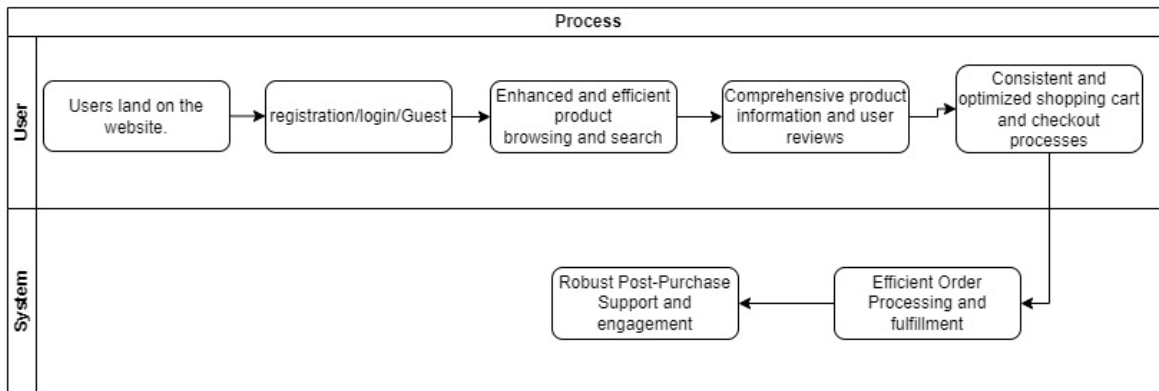 Process
User
Users land on the
website.
registration/login/Guest
Enhanced and efficient
product
browsing and search
Comprehensive product
information and user
reviews
Consistent and
optimized shopping cart
and checkout
processes
System
Robust Post-Purchase
Support and
engagement
Efficient Order
Processing and
fulfillment